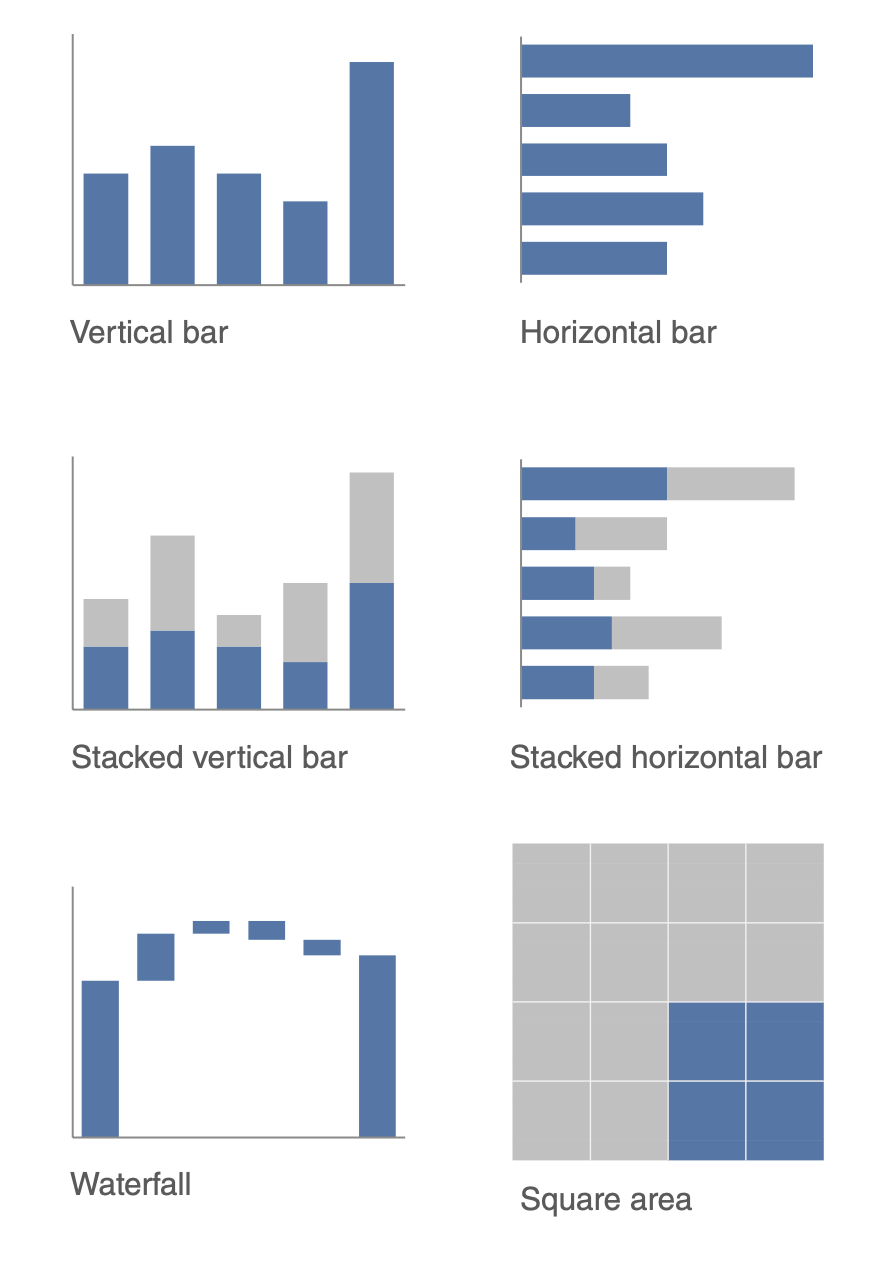 Vertical bar
Horizontal bar
Stacked vertical bar
Stacked horizontal bar
Waterfall
Square area